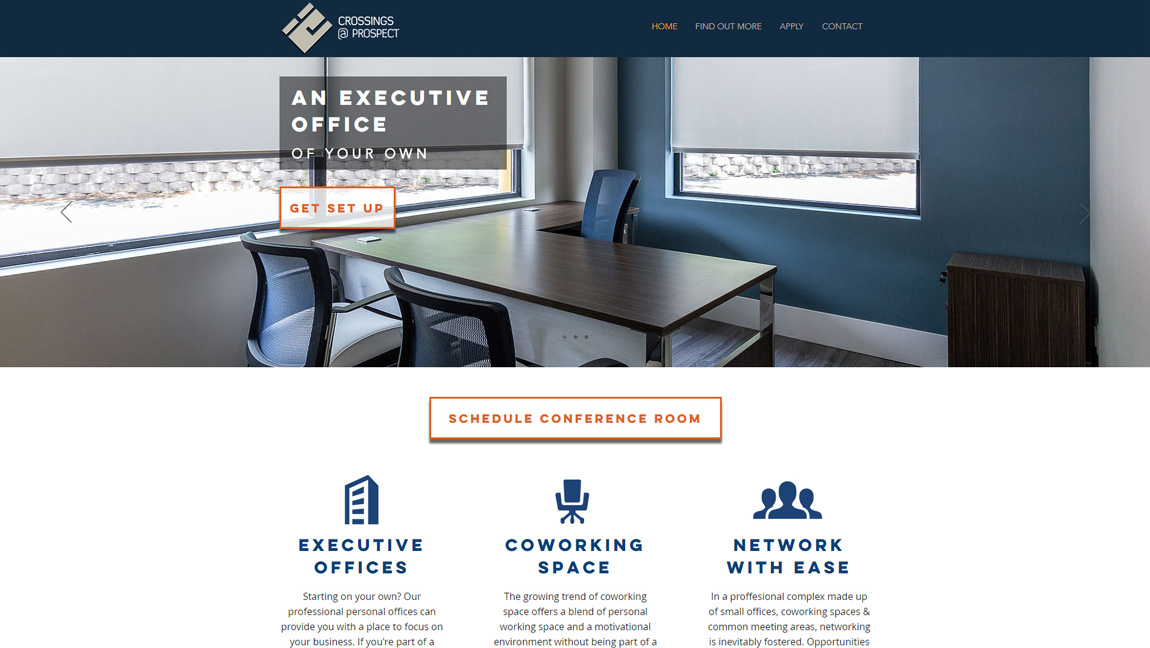 CROSSINGS
@ PROSPECT
HOME FIND OUT MORE APPLY CONTACT
AN EXECUTIVE
OFFICE
OF YOUR OWN
GET SET UP
SCHEDULE CONFERENCE ROOM
EXECUTIVE
OFFICES
Starting on your own? Our
professional personal offices can
provide you with a place to focus on
your business. If you're part of a
COWORKING
SPACE
The growing trend of coworking
space offers a blend of personal
working space and a motivational
environment without being part of a
NETWORK
WITH EASE
In a proffesional complex made up
of small offices, coworking spaces &
common meeting areas, networking
is inevitably fostered. Opportunities